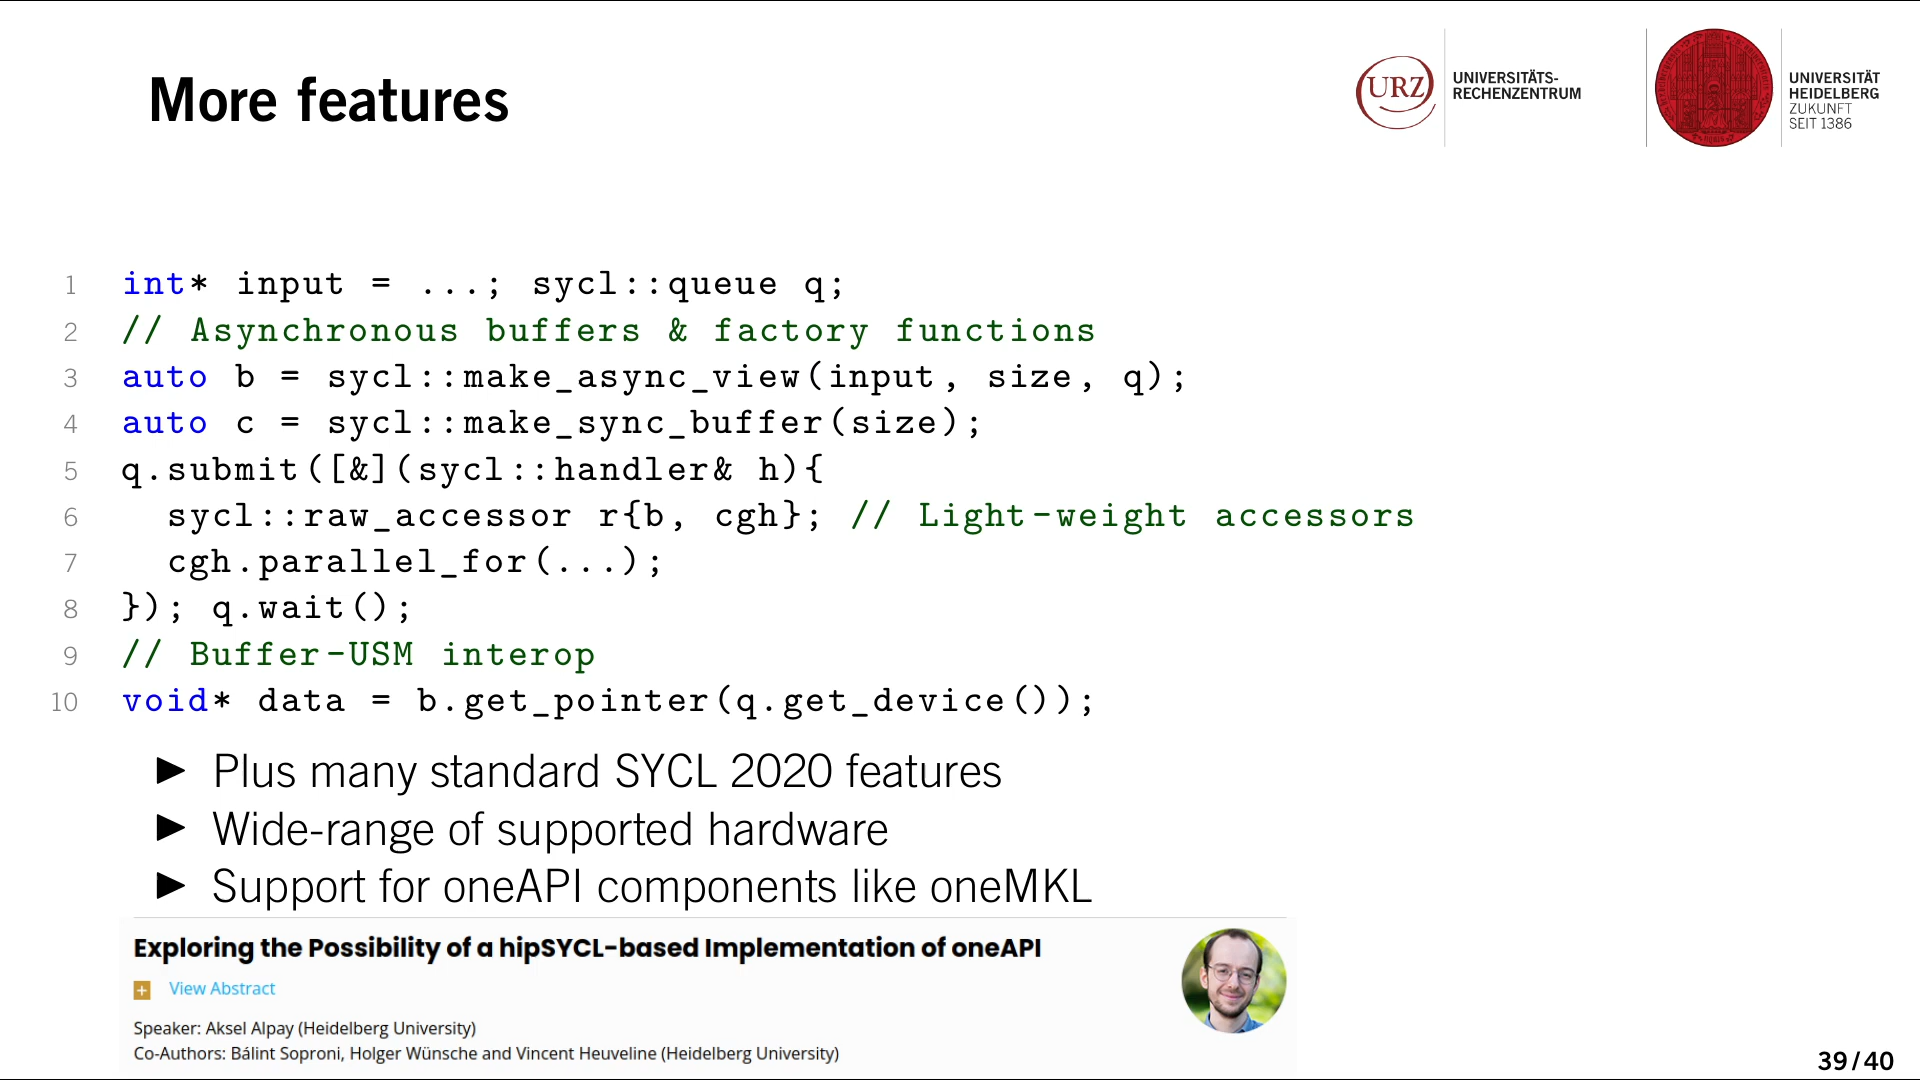 More features
URZ
UNIVERSITÄTS-
RECHENZENTRUM
UNIVERSITÄT
HEIDELBERG
ZUKUNFT
SEIT 1386
1 int* input = ...; sycl::queue q;
2 // Asynchronous buffers & factory functions
3 auto b = sycl::make_async_view(input, size, q);
4 auto c = sycl::make_sync_buffer(size);
5 q.submit([&](sycl::handler& h){
6 sycl::raw_accessor r{b, cgh}; // Light-weight accessors
7 cgh.parallel_for(...);
8 }); q.wait();
9 // Buffer-USM interop
10 void* data = b.get_pointer(q.get_device());
▶ Plus many standard SYCL 2020 features
▶ Wide-range of supported hardware
▶ Support for oneAPI components like oneMKL
Exploring the Possibility of a hipSYCL-based Implementation of oneAPI
+ View Abstract
Speaker: Aksel Alpay (Heidelberg University)
Co-Authors: Bálint Soproni, Holger Wünsche and Vincent Heuveline (Heidelberg University)
39/40